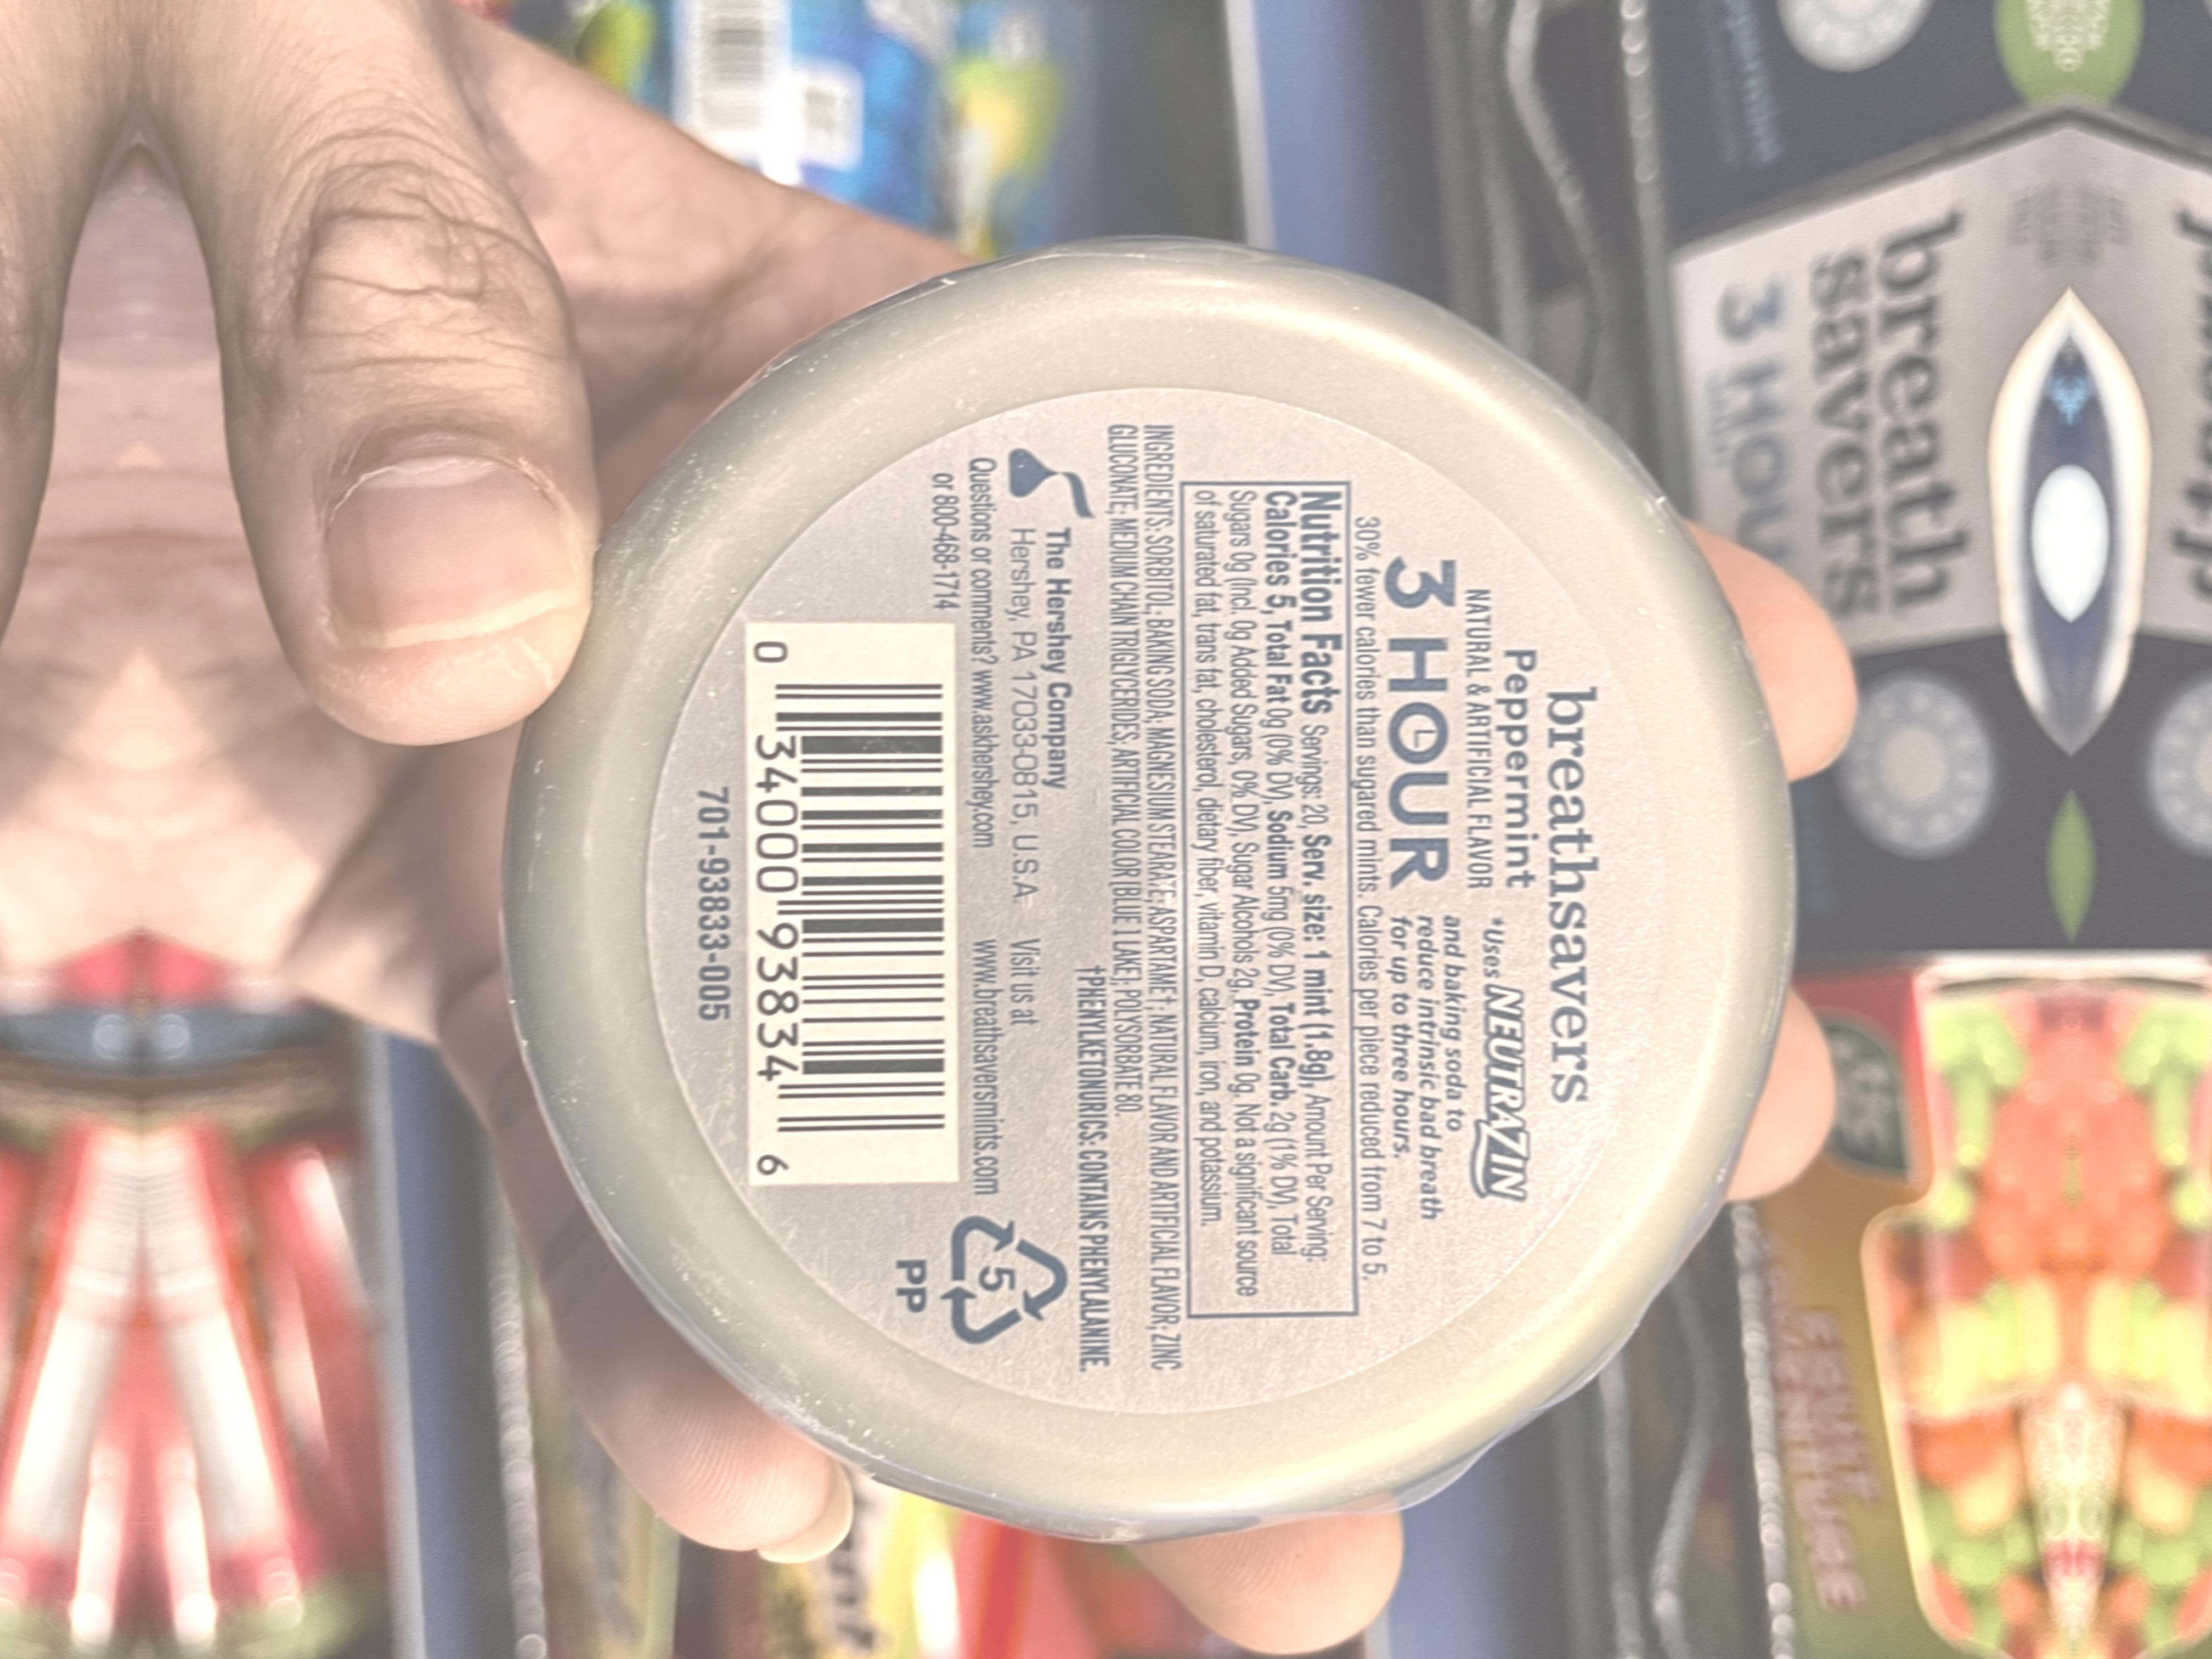 breathsavers
Peppermint
NATURAL & ARTIFICIAL FLAVOR
3 HOUR
*Uses NEUTRAZIN
and baking soda to
reduce intrinsic bad breath
for up to three hours.
30% fewer calories than sugared mints. Calories per piece reduced from 7 to 5.
Nutrition Facts Servings: 20, Serv. size: 1 mint (1.8g), Amount Per Serving:
Calories 5, Total Fat 0g (0% DV), Sodium 5mg (0% DV), Total Carb. 2g (1% DV), Total
Sugars 0g (Incl. 0g Added Sugars, 0% DV), Sugar Alcohols 2g, Protein 0g. Not a significant source
of saturated fat, trans fat, cholesterol, dietary fiber, vitamin D, calcium, iron, and potassium.
INGREDIENTS: SORBITOL; BAKING SODA; MAGNESIUM STEARATE; ASPARTAME†; NATURAL FLAVOR AND ARTIFICIAL FLAVOR; ZINC
GLUCONATE; MEDIUM CHAIN TRIGLYCERIDES; ARTIFICIAL COLOR (BLUE 1 LAKE); POLYSORBATE 80.
†PHENYLKETONURICS: CONTAINS PHENYLALANINE.
The Hershey Company
Hershey, PA 17033-0815, U.S.A. Visit us at
Questions or comments? www.askhershey.com www.breathsaversmints.com
or 800-468-1714
0 34000 93834 6
5
PP
701-93833-005
breath
savers
3 HOUR